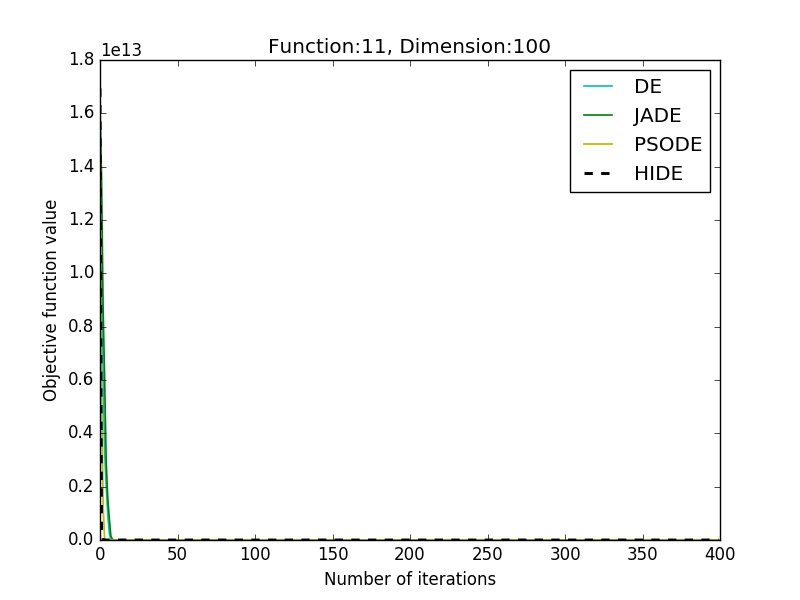 Function:11, Dimension:100
1e13
1.8
1.6
1.4
1.2
1.0
0.8
0.6
0.4
0.2
0.0
Objective function value
DE
JADE
PSODE
HIDE
0 50 100 150 200 250 300 350 400
Number of iterations